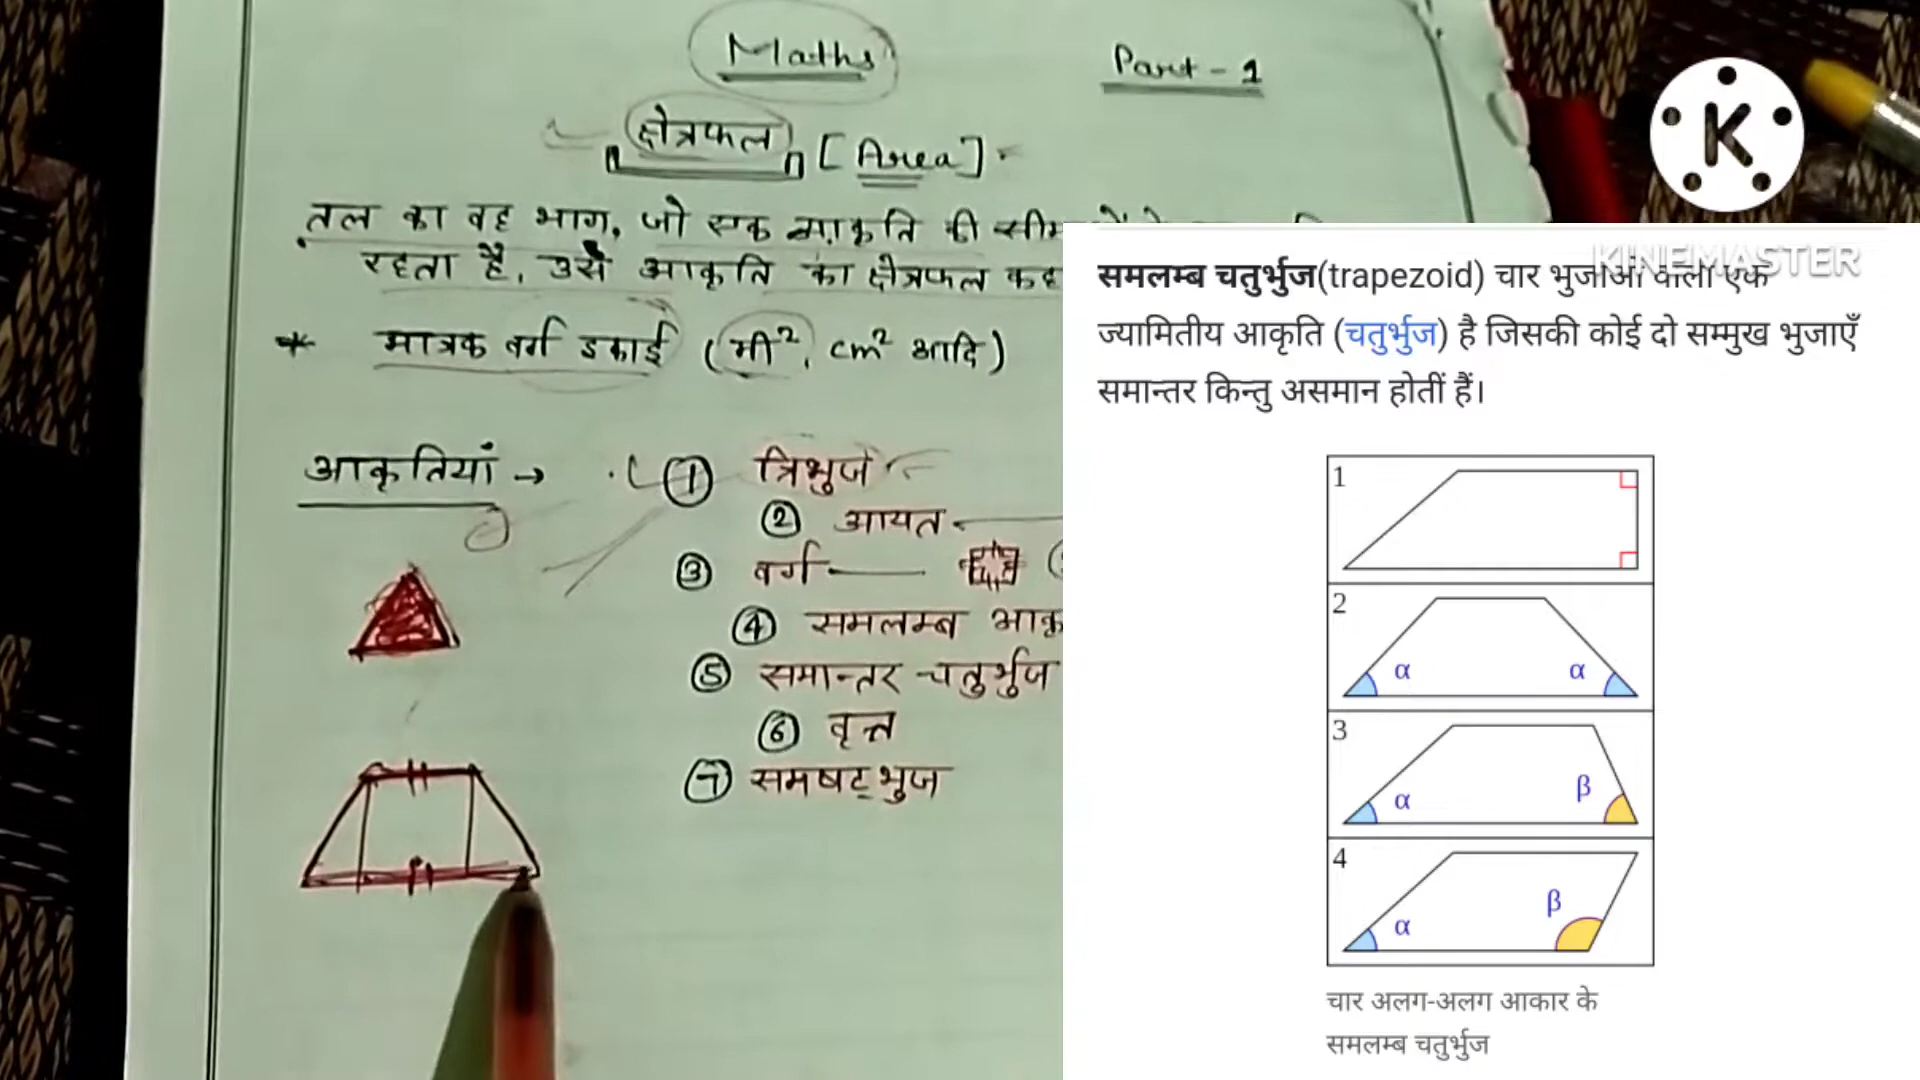 Maths
Part - 1
क्षेत्रफल [Area]
तल का वह भाग, जो एक आकृति की
रहता है, उसे आकृति का क्षेत्रफल
* मात्रक वर्ग इकाई (मी², cm² आदि)
आकृतियां →
① त्रिभुज
② आयत
③ वर्ग
④ समलम्ब
⑤ समान्तर चतुर्भुज
⑥ वृत्त
⑦ समषट्भुज
K
KINEMASTER
समलम्ब चतुर्भुज(trapezoid) चार भुजाओं वाली एक
ज्यामितीय आकृति (चतुर्भुज) है जिसकी कोई दो सम्मुख भुजाएँ
समान्तर किन्तु असमान होतीं हैं।
1
2
α α
3
α β
4
α β
चार अलग-अलग आकार के
समलम्ब चतुर्भुज